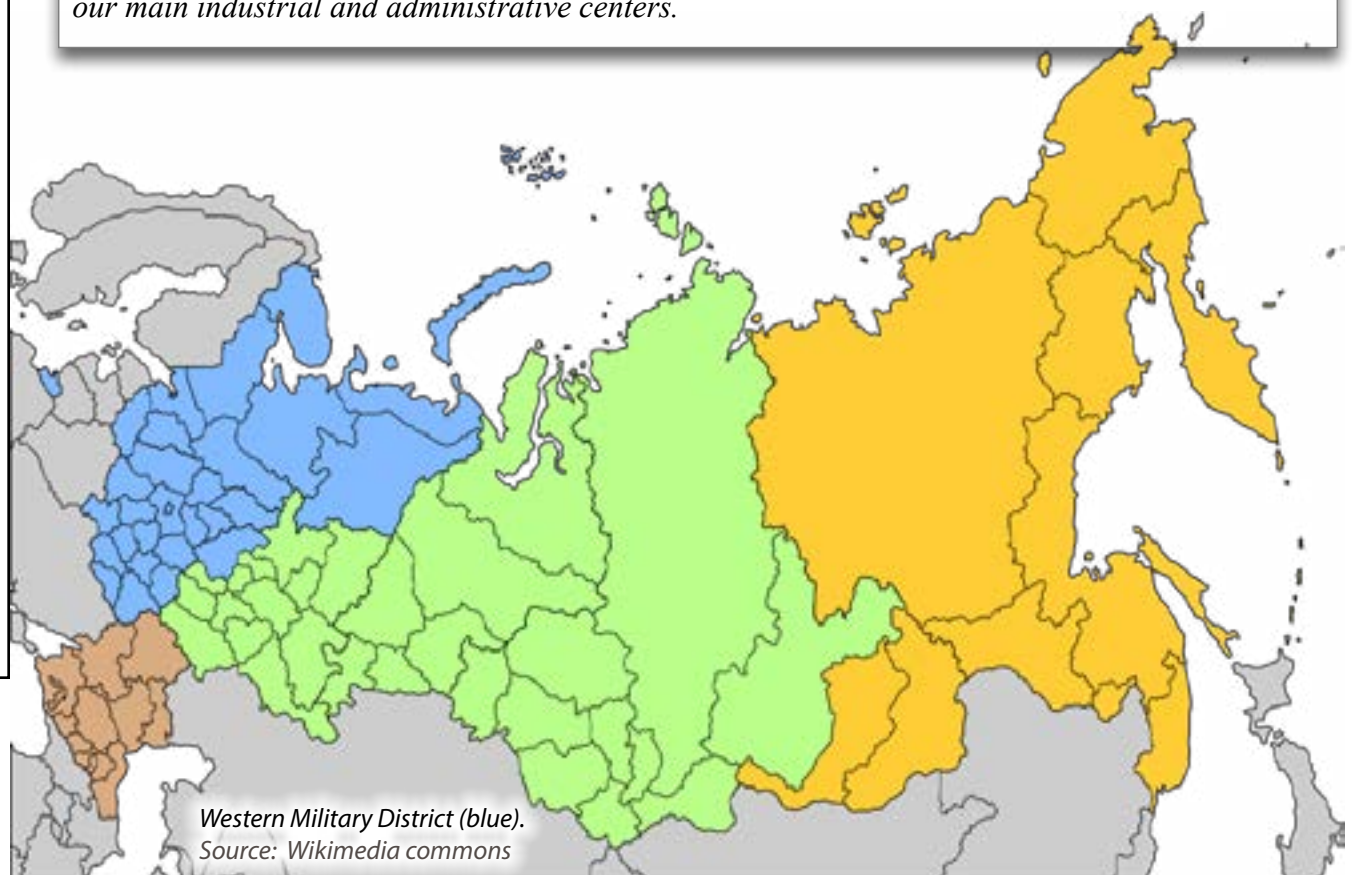 our main industrial and administrative centers.
Western Military District (blue).
Source: Wikimedia commons